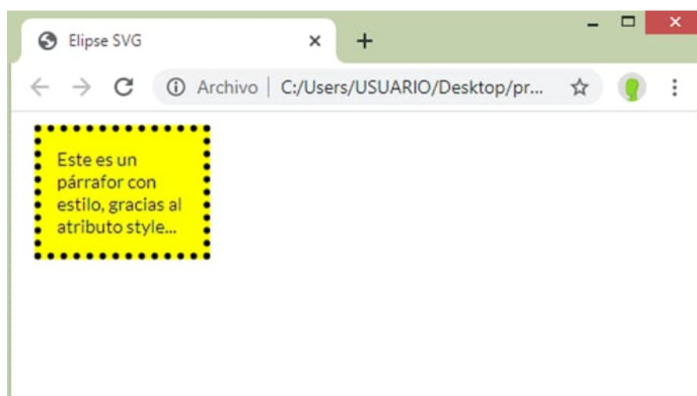 Elipse SVG
Archivo | C:/Users/USUARIO/Desktop/pr...
Este es un
párrafor con
estilo, gracias al
atributo style...